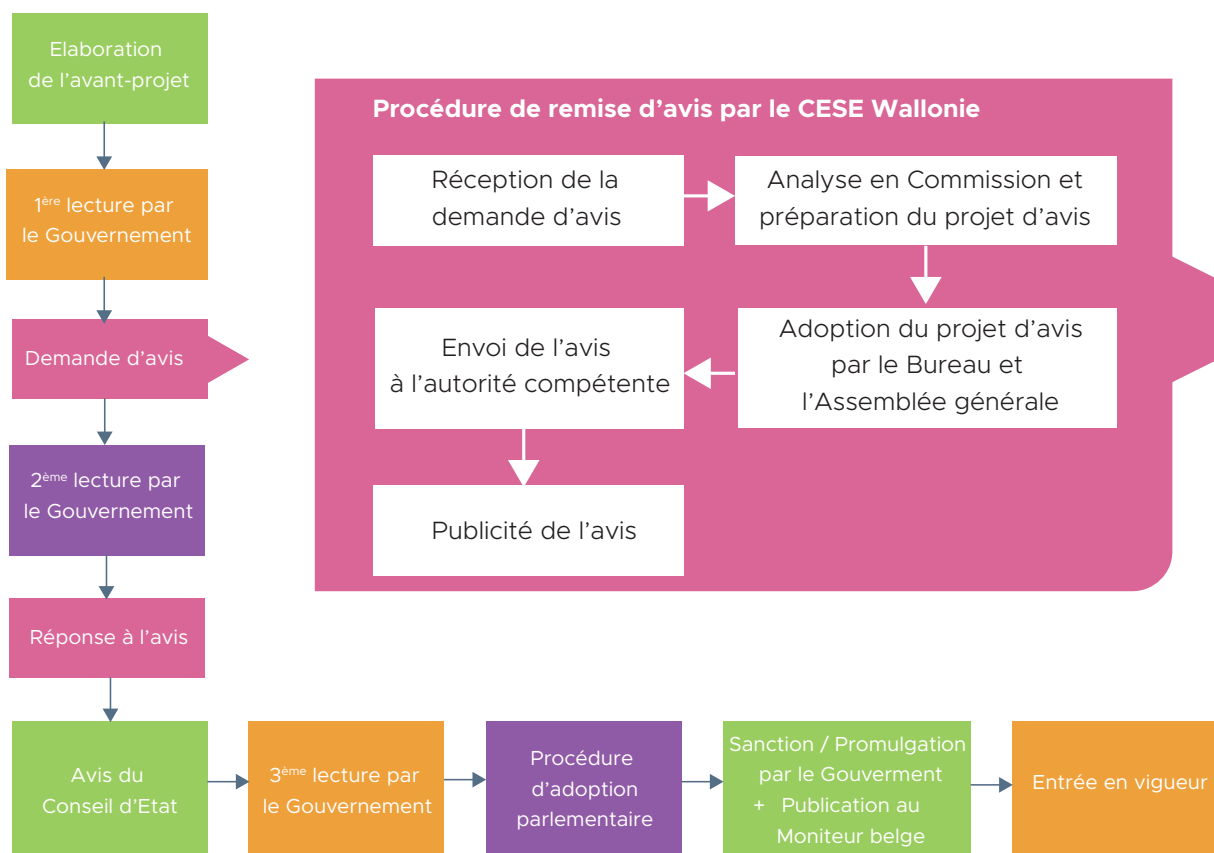 Elaboration
de l'avant-projet
1ère lecture par
le Gouvernement
Demande d'avis
2ème lecture par
le Gouvernement
Réponse à l'avis
Procédure de remise d'avis par le CESE Wallonie
Réception de la
demande d'avis
Analyse en Commission et
préparation du projet d'avis
Adoption du projet d'avis
par le Bureau et
l'Assemblée générale
Envoi de l'avis
à l'autorité compétente
Publicité de l'avis
Avis du
Conseil d'Etat
3ème lecture par
le Gouvernement
Procédure
d'adoption
parlementaire
Sanction / Promulgation
par le Gouverment
+ Publication au
Moniteur belge
Entrée en vigueur